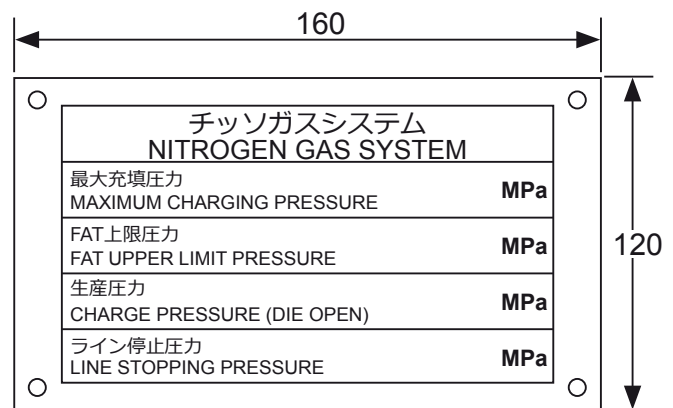 160
チッソガスシステム
NITROGEN GAS SYSTEM
最大充填圧力
MAXIMUM CHARGING PRESSURE MPa
FAT上限圧力
FAT UPPER LIMIT PRESSURE MPa
120
生産圧力
CHARGE PRESSURE (DIE OPEN) MPa
ライン停止圧力
LINE STOPPING PRESSURE MPa